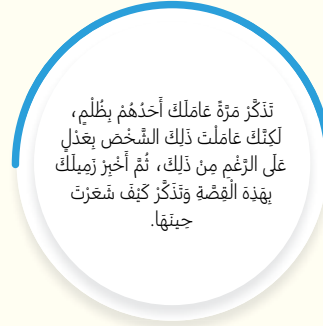 تَذَكَّرْ مَرَّةً عَامَلَكَ أَحَدُهُمْ بِظُلْمٍ،
لَكِنَّكَ عَامَلْتَ ذَلِكَ الشَّخْصَ بِعَدْلٍ
عَلَى الرَّغْمِ مِنْ ذَلِكَ، ثُمَّ أَخْبِرْ زَمِيلَكَ
بِهَذِهِ الْقِصَّةِ وَتَذَكَّرْ كَيْفَ شَعَرْتَ
حِينَهَا.